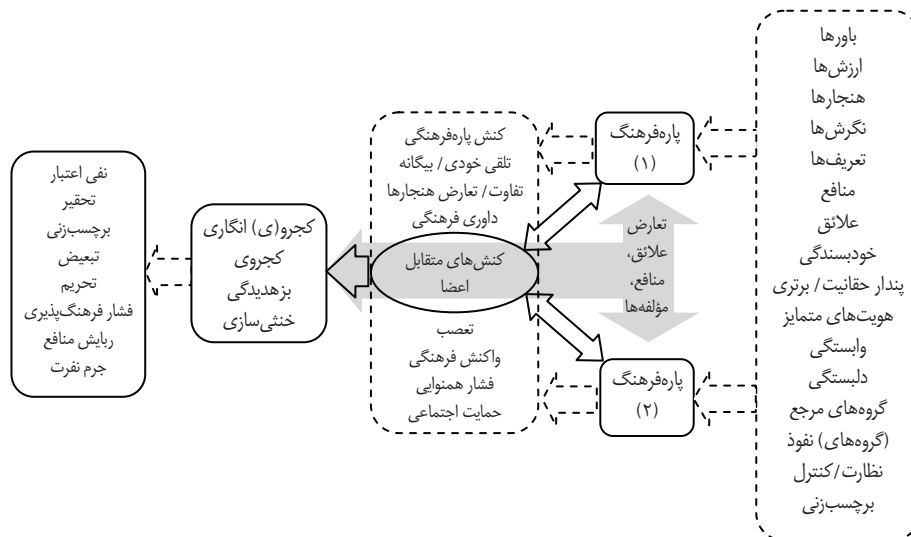 باورها
ارزش‌ها
هنجارها
نگرش‌ها
تعریف‌ها
منافع
علائق
خودبسندگی
پندار حقانیت/ برتری
هویت‌های متمایز
وابستگی
دلبستگی
گروه‌های مرجع
(گروه‌های) نفوذ
نظارت/کنترل
برچسب‌زنی
پاره‌فرهنگ
(۱)
تعارض
علائق،
منافع،
مؤلفه‌ها
پاره‌فرهنگ
(۲)
کنش پاره‌فرهنگی
تلقی خودی/ بیگانه
تفاوت/ تعارض هنجارها
داوری فرهنگی
کنش‌های متقابل
اعضا
تعصب
واکنش فرهنگی
فشار همنوایی
حمایت اجتماعی
کجرو(ی) انگاری
کجروی
بزهدیدگی
خنثی‌سازی
نفی اعتبار
تحقیر
برچسب‌زنی
تبعیض
تحریم
فشار فرهنگ‌پذیری
ربایش منافع
جرم نفرت